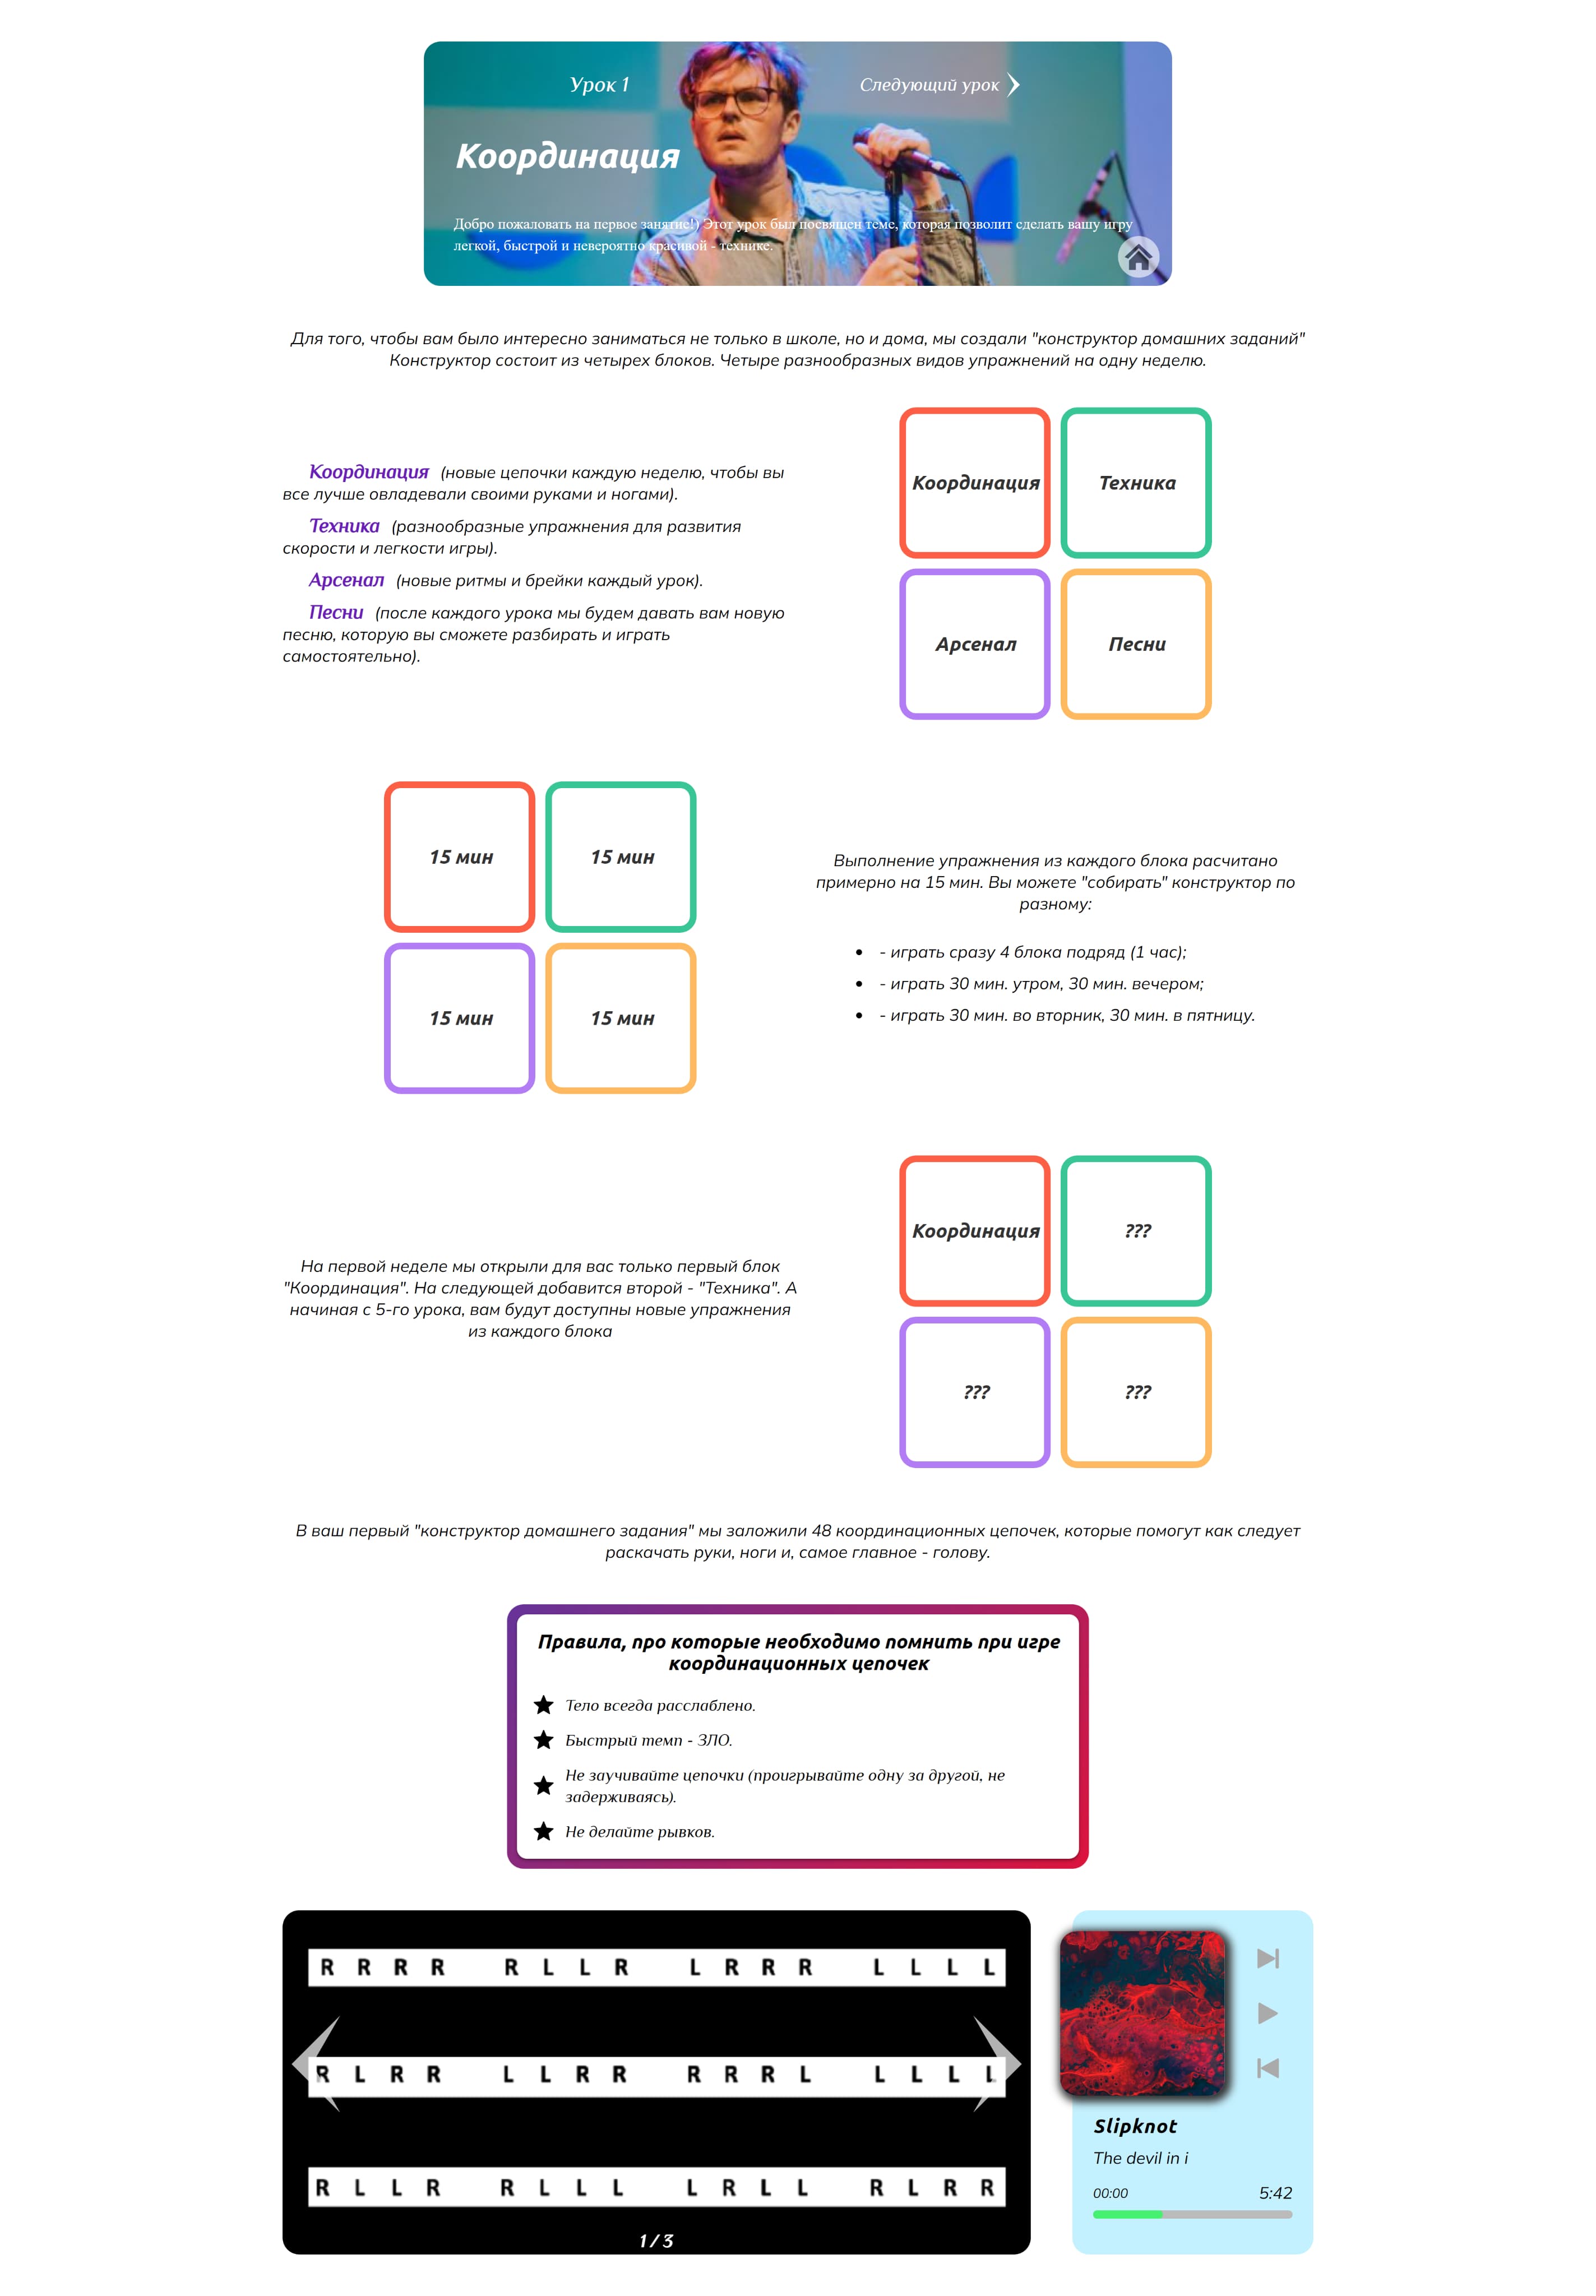 Урок 1
Следующий урок
Координация
Добро пожаловать на первое занятие!) Этот урок был посвящен теме, которая позволит сделать вашу игру
легкой, быстрой и невероятно красивой - технике.
Для того, чтобы вам было интересно заниматься не только в школе, но и дома, мы создали "конструктор домашних заданий"
Конструктор состоит из четырех блоков. Четыре разнообразных видов упражнений на одну неделю.
Координация (новые цепочки каждую неделю, чтобы вы
все лучше овладевали своими руками и ногами).
Техника (разнообразные упражнения для развития
скорости и легкости игры).
Арсенал (новые ритмы и брейки каждый урок).
Песни (после каждого урока мы будем давать вам новую
песню, которую вы сможете разбирать и играть
самостоятельно).
Координация
Техника
Арсенал
Песни
15 мин
15 мин
15 мин
15 мин
Выполнение упражнения из каждого блока расчитано
примерно на 15 мин. Вы можете "собирать" конструктор по
разному:
- играть сразу 4 блока подряд (1 час);
- играть 30 мин. утром, 30 мин. вечером;
- играть 30 мин. во вторник, 30 мин. в пятницу.
На первой неделе мы открыли для вас только первый блок
"Координация". На следующей добавится второй - "Техника". А
начиная с 5-го урока, вам будут доступны новые упражнения
из каждого блока
Координация
???
???
???
В ваш первый "конструктор домашнего задания" мы заложили 48 координационных цепочек, которые помогут как следует
раскачать руки, ноги и, самое главное - голову.
Правила, про которые необходимо помнить при игре
координационных цепочек
Тело всегда расслаблено.
Быстрый темп - ЗЛО.
Не заучивайте цепочки (проигрывайте одну за другой, не
задерживаясь).
Не делайте рывков.
R R R R R L L R L R R R L L L L
R L R R L L R R R R R L L L L L
R L L R R L L L L R L L R L R R
1 / 3
Slipknot
The devil in i
00:00
5:42